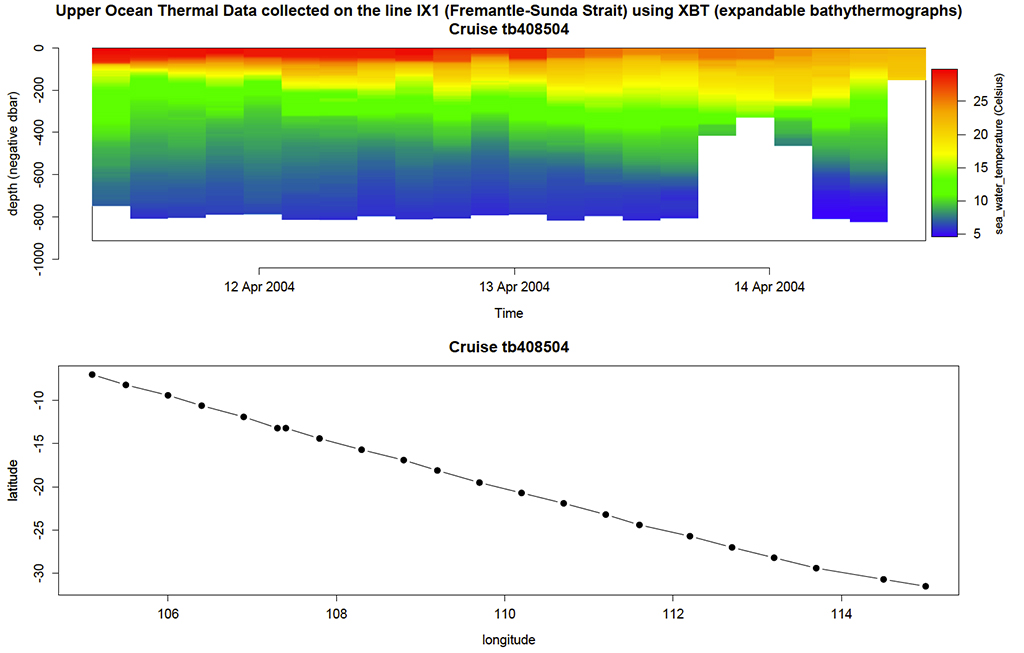 Upper Ocean Thermal Data collected on the line IX1 (Fremantle-Sunda Strait) using XBT (expandable bathythermographs)
Cruise tb408504
depth (negative dbar)
0
-200
-400
-600
-800
-1000
12 Apr 2004
13 Apr 2004
14 Apr 2004
Time
25
20
15
10
5
sea_water_temperature (Celsius)
Cruise tb408504
latitude
-10
-15
-20
-25
-30
106
108
110
112
114
longitude